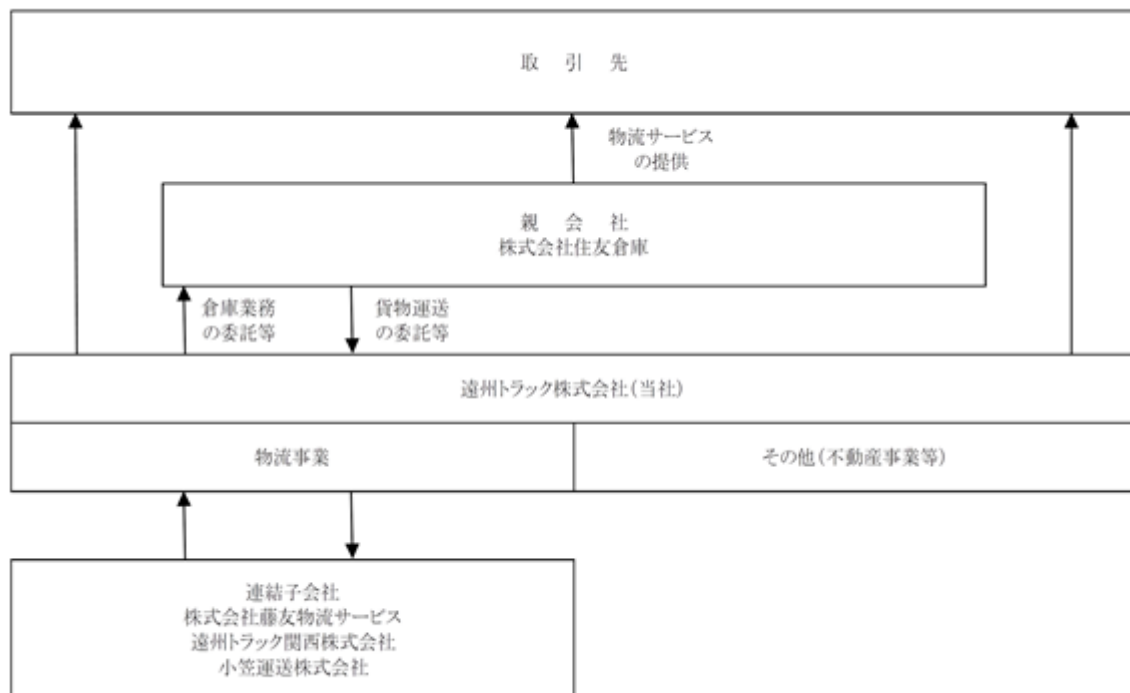 取 引 先
物流サービス
の提供
親 会 社
株式会社住友倉庫
倉庫業務
の委託等
貨物運送
の委託等
遠州トラック株式会社(当社)
物流事業
その他(不動産事業等)
連結子会社
株式会社藤友物流サービス
遠州トラック関西株式会社
小笠運送株式会社